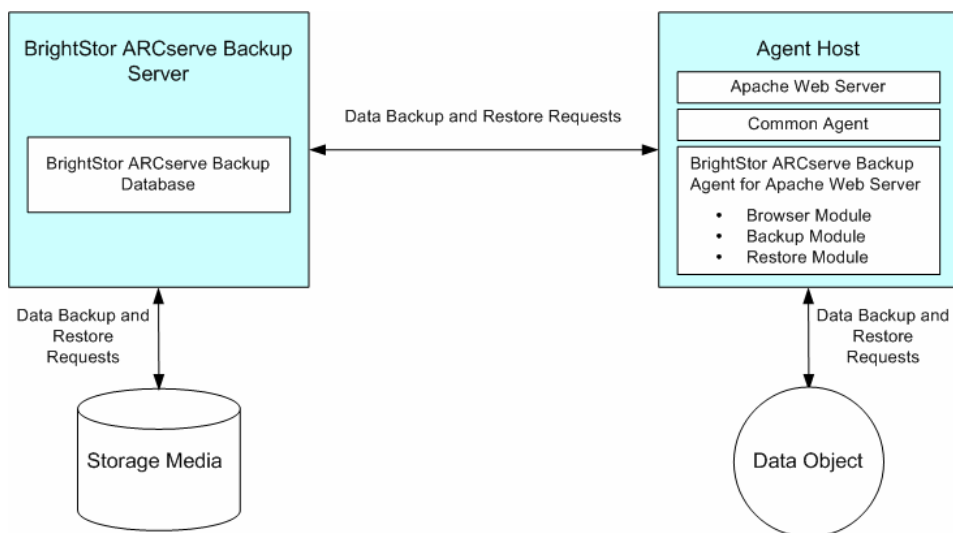 BrightStor ARCserve Backup
Server
BrightStor ARCserve Backup
Database
Data Backup and Restore Requests
Agent Host
Apache Web Server
Common Agent
BrightStor ARCserve Backup
Agent for Apache Web Server
• Browser Module
• Backup Module
• Restore Module
Data Backup and
Restore
Requests
Data Backup and
Restore
Requests
Storage Media
Data Object